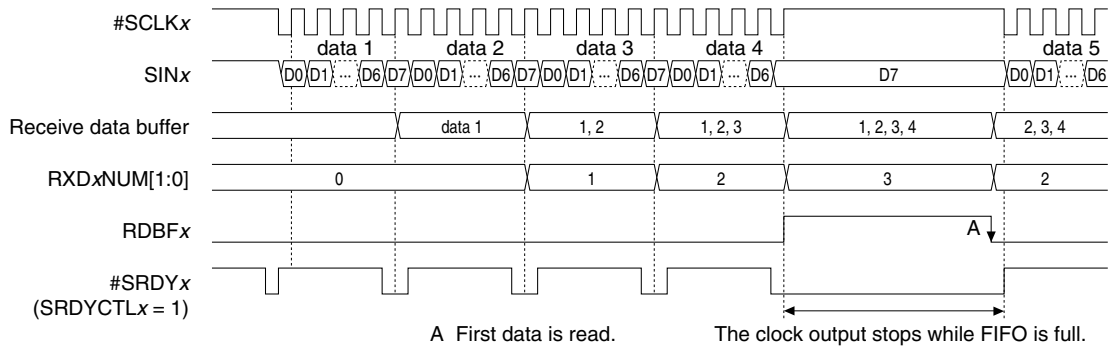 #SCLKx
data 1 data 2 data 3 data 4 data 5
SINx D0 D1 ... D6 D7 D0 D1 ... D6 D7 D0 D1 ... D6 D7 D0 D1 ... D6 D7 D0 D1 ... D6
Receive data buffer data 1 1, 2 1, 2, 3 1, 2, 3, 4 2, 3, 4
RXDxNUM[1:0] 0 1 2 3 2
RDBFx A
#SRDYx
(SRDYCTLx = 1)
A First data is read. The clock output stops while FIFO is full.